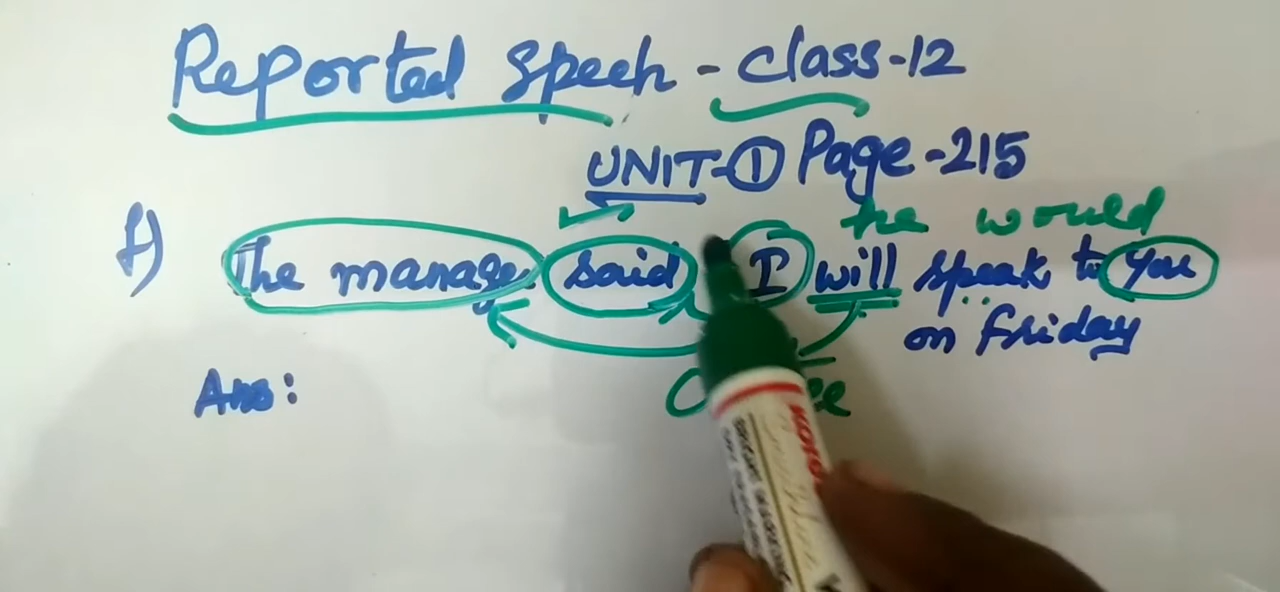 Reported Speeh - class-12
UNIT-① Page-215
he would
f) The manager said I will speak to you
on Friday
Ans: